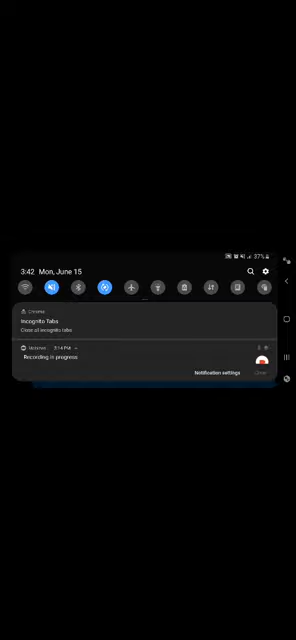 37%
3:42 Mon, June 15
Chrome
Incognito Tabs
Close all incognito tabs
3:14 PM
Recording in progress
Notification settings
Clear